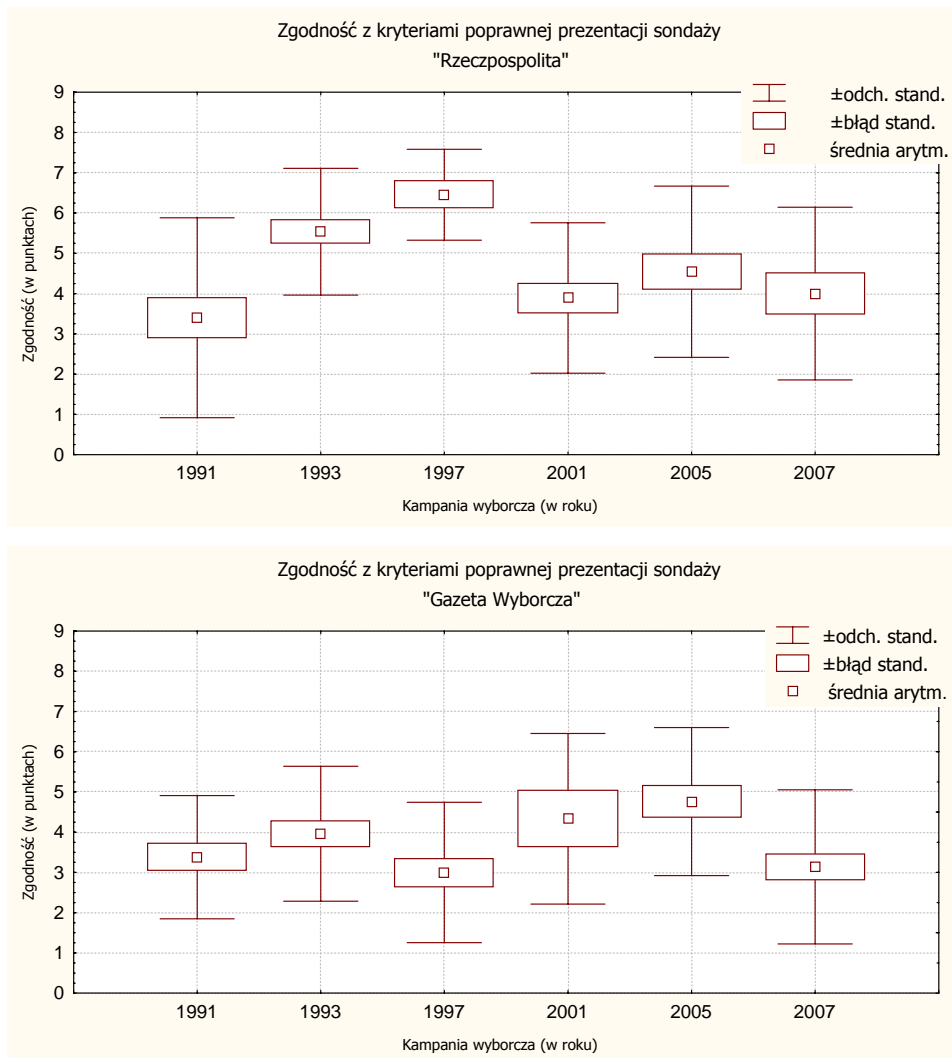 Zgodność z kryteriami poprawnej prezentacji sondaży
"Rzeczpospolita"
±odch. stand.
±błąd stand.
średnia arytm.
Zgodność (w punktach)
9
8
7
6
5
4
3
2
1
0
1991 1993 1997 2001 2005 2007
Kampania wyborcza (w roku)
Zgodność z kryteriami poprawnej prezentacji sondaży
"Gazeta Wyborcza"
±odch. stand.
±błąd stand.
średnia arytm.
Zgodność (w punktach)
9
8
7
6
5
4
3
2
1
0
1991 1993 1997 2001 2005 2007
Kampania wyborcza (w roku)